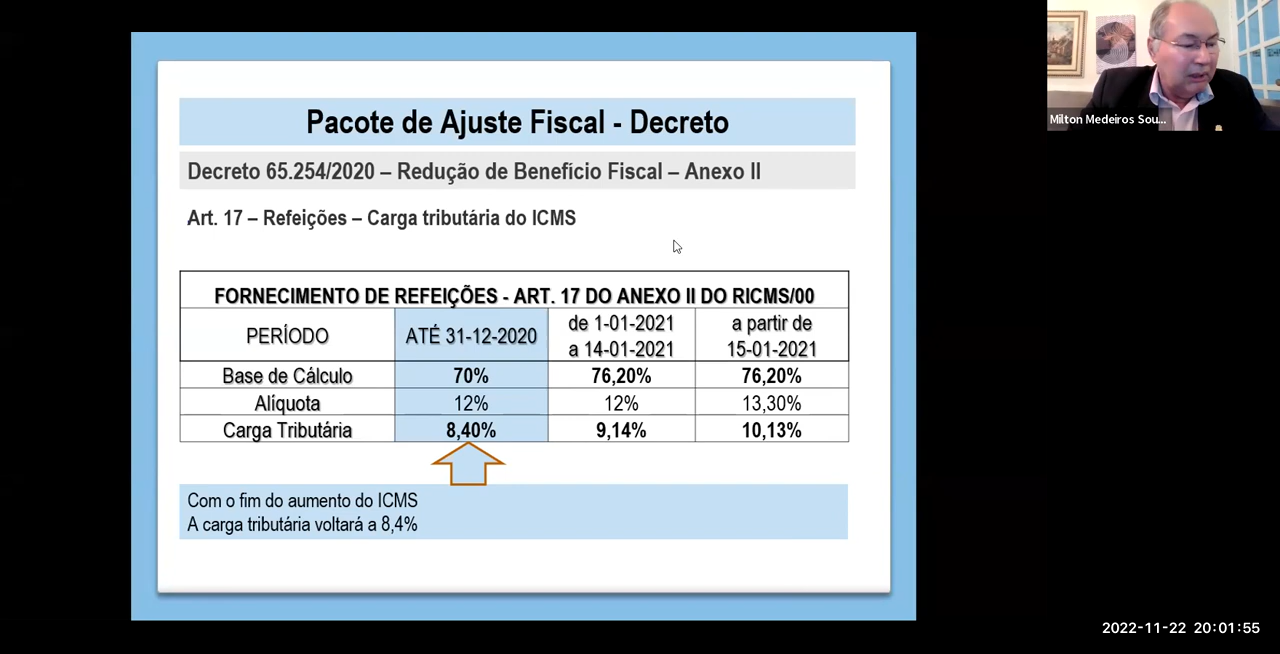 Pacote de Ajuste Fiscal - Decreto
Decreto 65.254/2020 – Redução de Benefício Fiscal – Anexo II
Art. 17 – Refeições – Carga tributária do ICMS
FORNECIMENTO DE REFEIÇÕES - ART. 17 DO ANEXO II DO RICMS/00
PERÍODO ATÉ 31-12-2020 de 1-01-2021 a 14-01-2021 a partir de 15-01-2021
Base de Cálculo 70% 76,20% 76,20%
Alíquota 12% 12% 13,30%
Carga Tributária 8,40% 9,14% 10,13%
Com o fim do aumento do ICMS
A carga tributária voltará a 8,4%
Milton Medeiros Sou...
2022-11-22 20:01:55